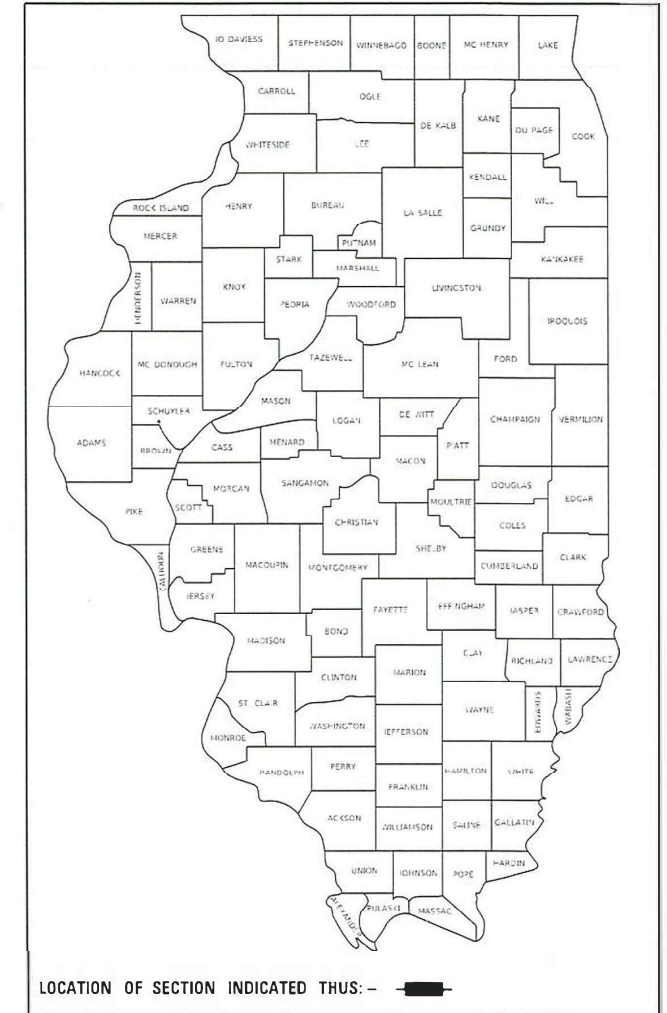 JO DAVIESS STEPHENSON WINNEBAGO BOONE MC HENRY LAKE
CARROLL OGLE DE KALB KANE DU PAGE COOK
WHITESIDE LEE
KENDALL
ROCK ISLAND HENRY BUREAU LA SALLE GRUNDY WILL
MERCER PUTNAM
STARK MARSHALL KANKAKEE
HENDERSON WARREN KNOX PEORIA WOODFORD LIVINGSTON IROQUOIS
HANCOCK MC DONOUGH FULTON TAZEWELL MC LEAN FORD
SCHUYLER MASON LOGAN DE WITT CHAMPAIGN VERMILION
ADAMS BROWN CASS MENARD PIATT
MACON
PIKE SCOTT MORGAN SANGAMON MOULTRIE DOUGLAS EDGAR
CHRISTIAN COLES
GREENE MACOUPIN MONTGOMERY SHELBY CUMBERLAND CLARK
CALHOUN JERSEY FAYETTE EFFINGHAM JASPER CRAWFORD
MADISON BOND
CLINTON MARION CLAY RICHLAND LAWRENCE
ST. CLAIR WASHINGTON JEFFERSON WAYNE EDWARDS WABASH
MONROE
RANDOLPH PERRY FRANKLIN HAMILTON WHITE
JACKSON WILLIAMSON SALINE GALLATIN
UNION JOHNSON POPE HARDIN
ALEXANDER PULASKI MASSAC
LOCATION OF SECTION INDICATED THUS:-